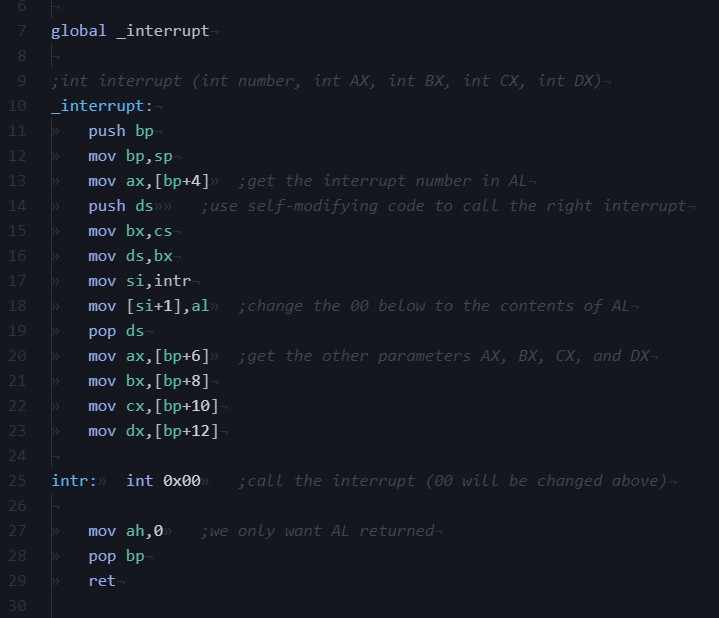 6
7 global _interrupt
8
9 ;int interrupt (int number, int AX, int BX, int CX, int DX)
10 _interrupt:
11 push bp
12 mov bp,sp
13 mov ax,[bp+4] ;get the interrupt number in AL
14 push ds ;use self-modifying code to call the right interrupt
15 mov bx,cs
16 mov ds,bx
17 mov si,intr
18 mov [si+1],al ;change the 00 below to the contents of AL
19 pop ds
20 mov ax,[bp+6] ;get the other parameters AX, BX, CX, and DX
21 mov bx,[bp+8]
22 mov cx,[bp+10]
23 mov dx,[bp+12]
24
25 intr: int 0x00 ;call the interrupt (00 will be changed above)
26
27 mov ah,0 ;we only want AL returned
28 pop bp
29 ret
30